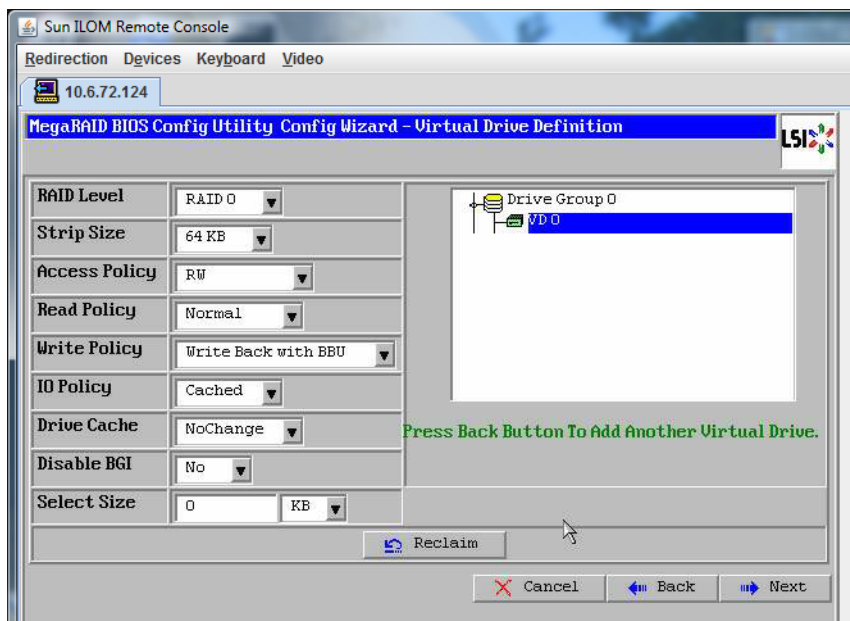 Sun ILOM Remote Console
Redirection Devices Keyboard Video
10.6.72.124
MegaRAID BIOS Config Utility Config Wizard - Virtual Drive Definition
LSI
RAID Level RAID 0
Strip Size 64 KB
Access Policy RW
Read Policy Normal
Write Policy Write Back with BBU
IO Policy Cached
Drive Cache NoChange
Disable BGI No
Select Size 0 KB
Drive Group 0
VD 0
Press Back Button To Add Another Virtual Drive.
Reclaim
Cancel Back Next